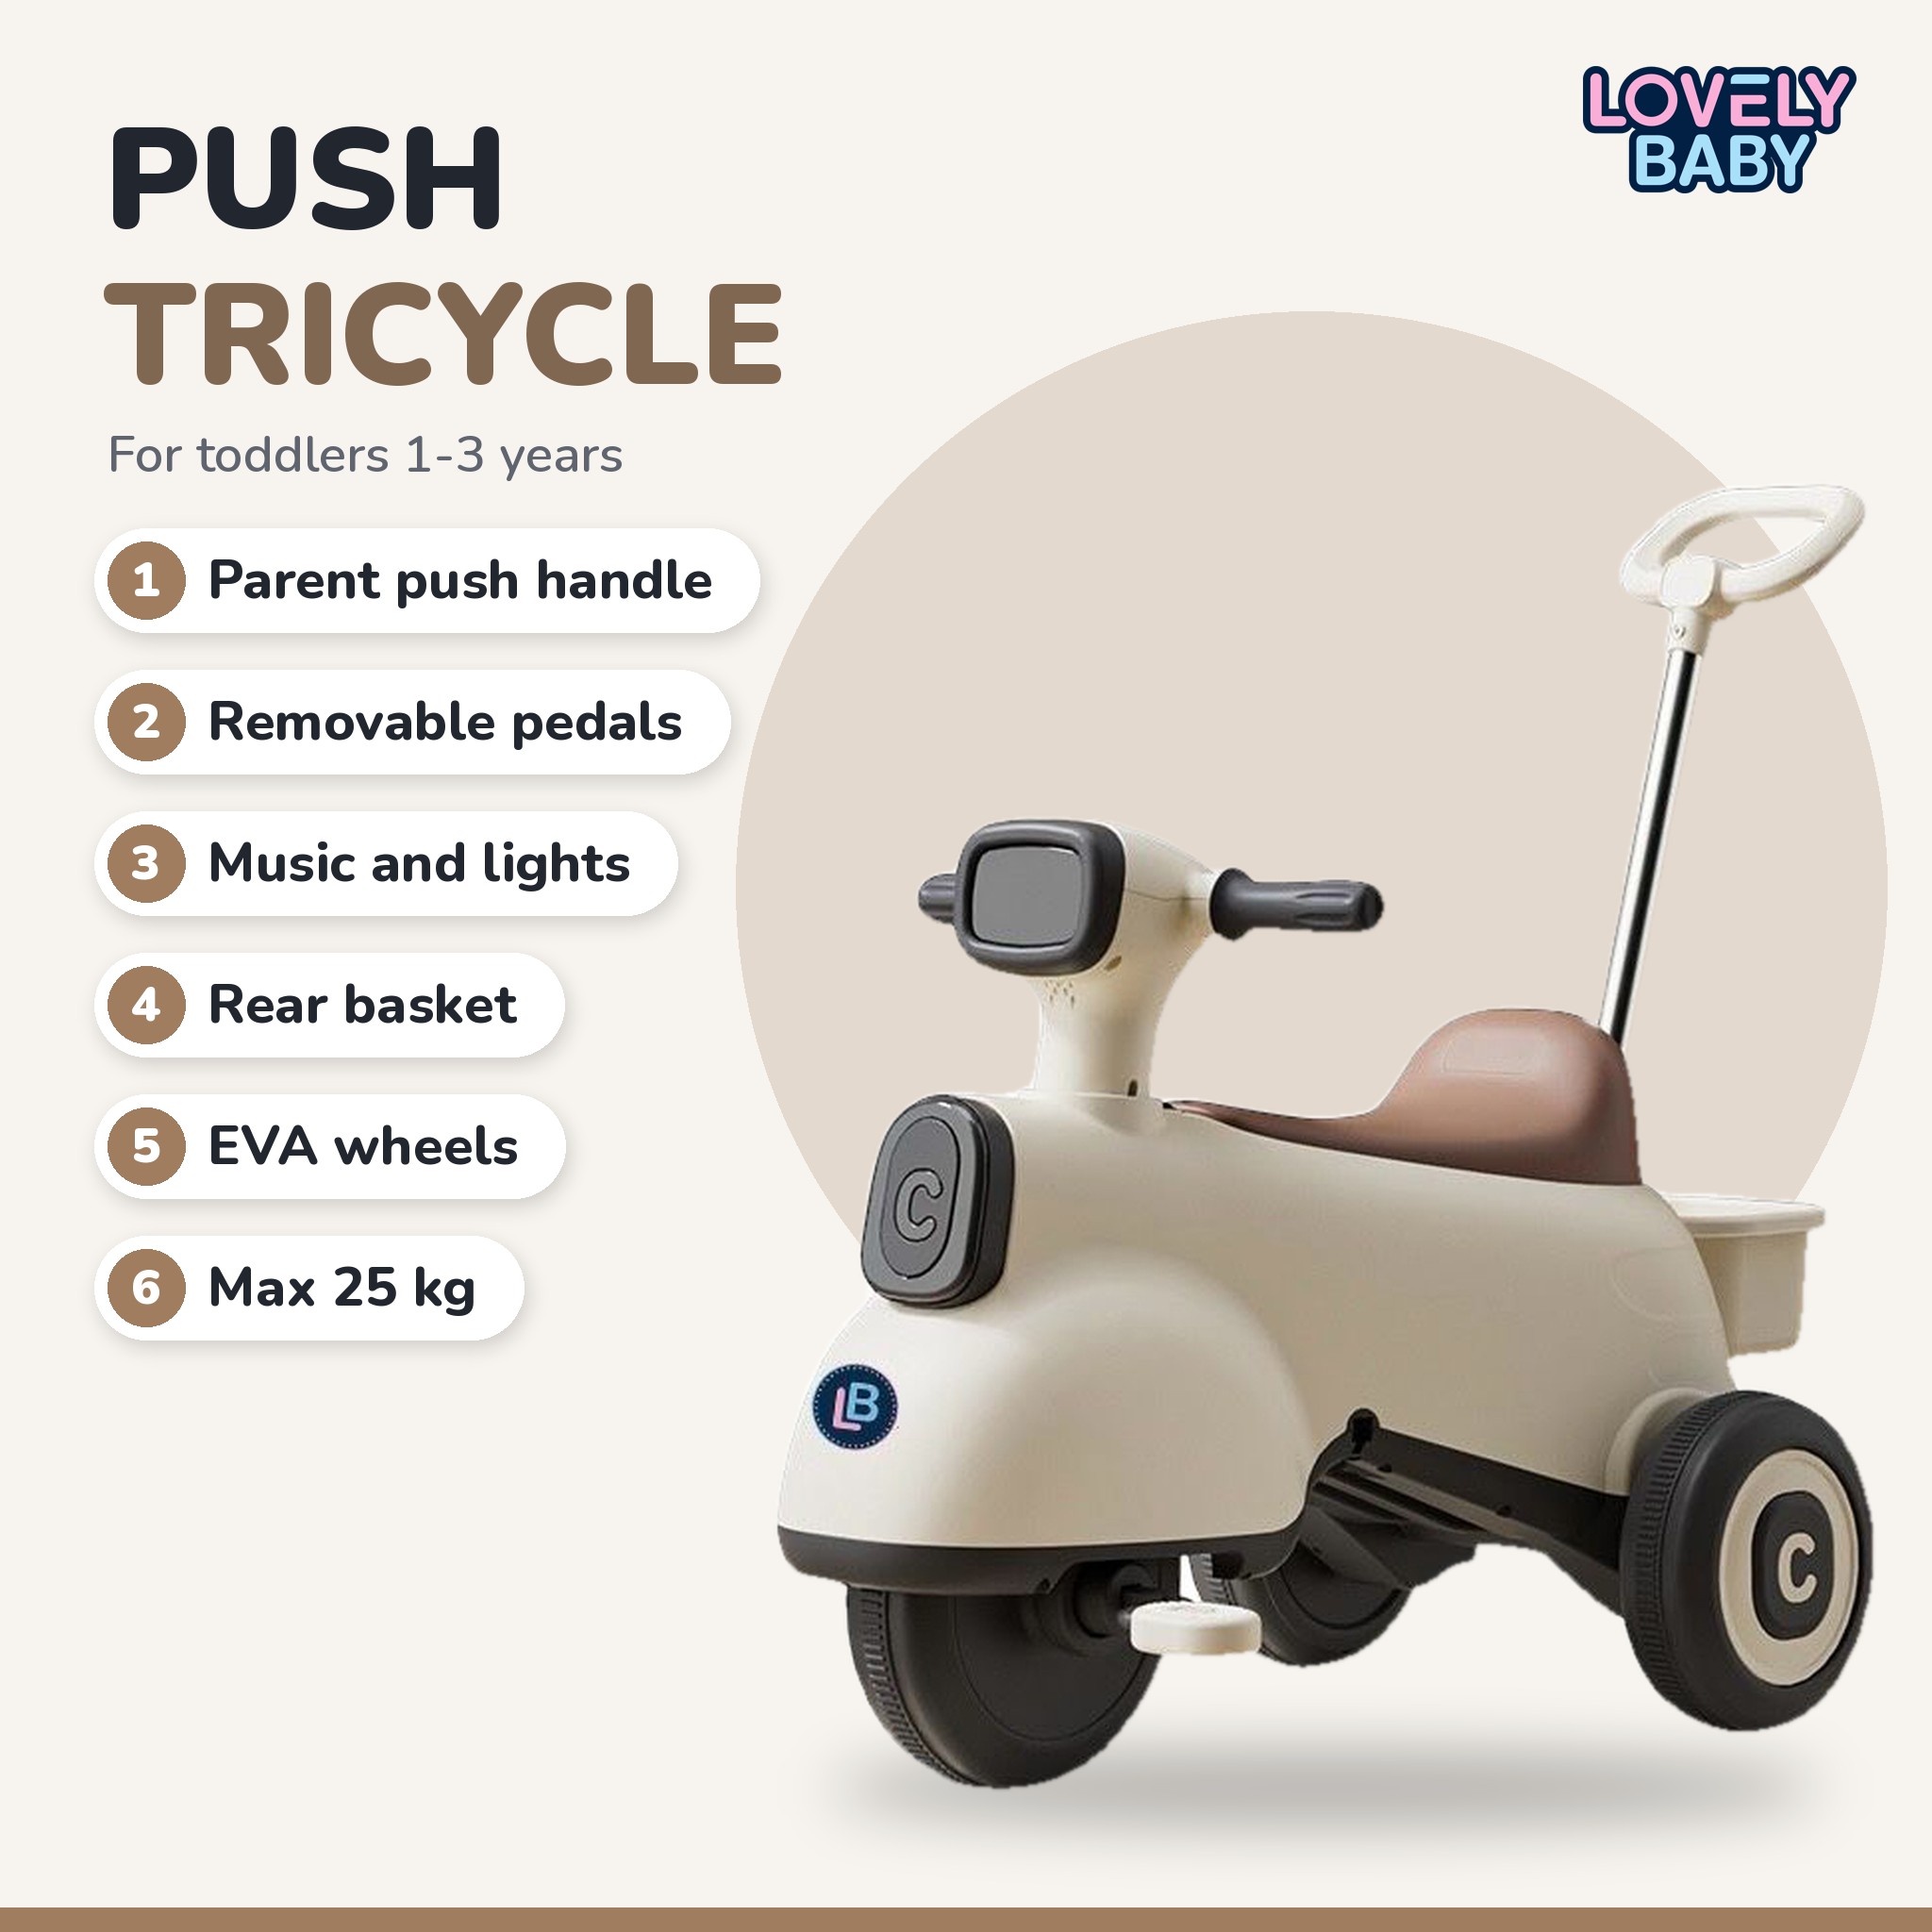 LOVELY
BABY
PUSH
TRICYCLE
For toddlers 1-3 years
1 Parent push handle
2 Removable pedals
3 Music and lights
4 Rear basket
5 EVA wheels
6 Max 25 kg
C
LB
C